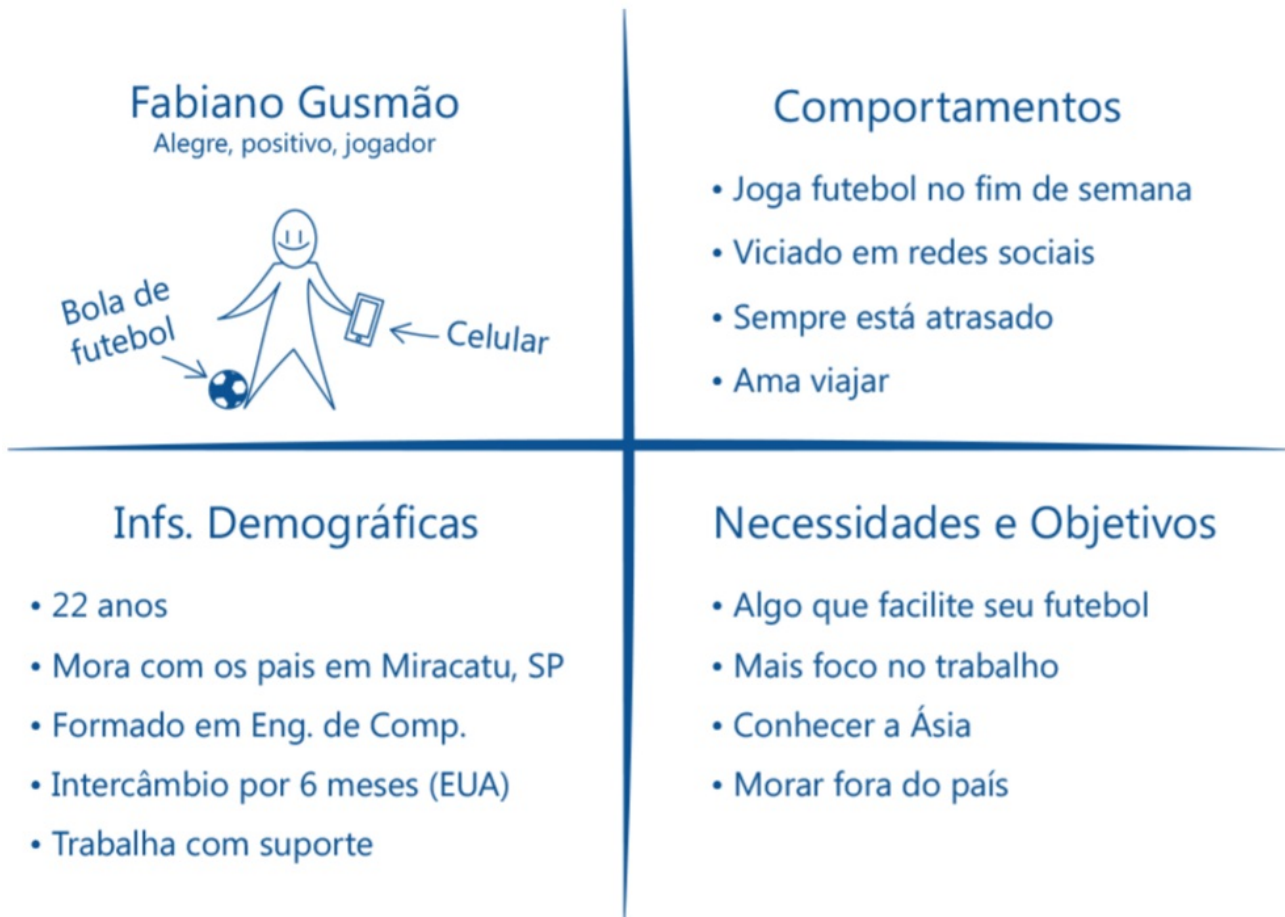 Fabiano Gusmão
Alegre, positivo, jogador
Bola de
futebol
Celular
Comportamentos
• Joga futebol no fim de semana
• Viciado em redes sociais
• Sempre está atrasado
• Ama viajar
Infs. Demográficas
• 22 anos
• Mora com os pais em Miracatu, SP
• Formado em Eng. de Comp.
• Intercâmbio por 6 meses (EUA)
• Trabalha com suporte
Necessidades e Objetivos
• Algo que facilite seu futebol
• Mais foco no trabalho
• Conhecer a Ásia
• Morar fora do país